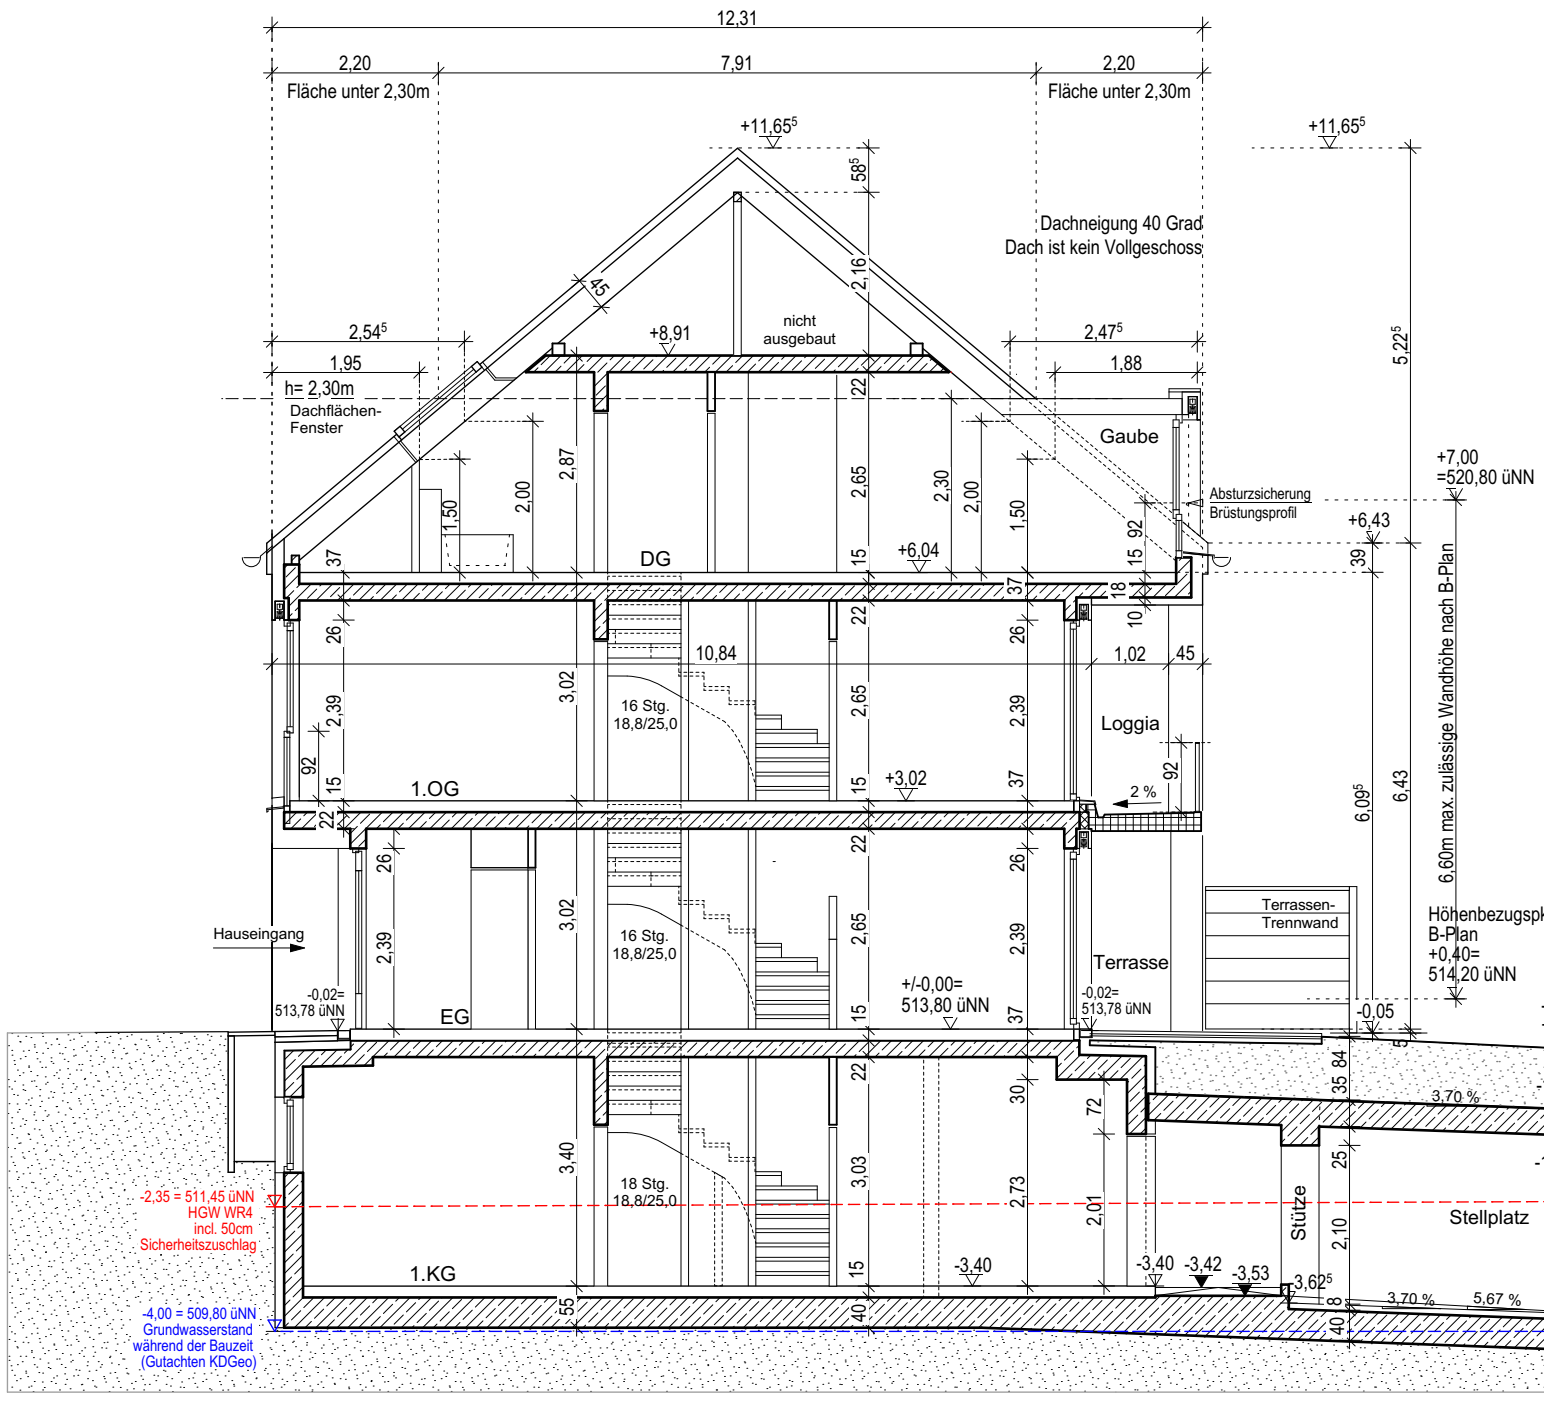 12,31
2,20
7,91
2,20
Fläche unter 2,30m
Fläche unter 2,30m
+11,65⁵
+11,65⁵
58⁵
Dachneigung 40 Grad
Dach ist kein Vollgeschoss
2,16
45
nicht
ausgebaut
2,54⁵
+8,91
2,47⁵
5,22⁵
1,95
1,88
22
h= 2,30m
Dachflächen-
Fenster
Gaube
+7,00
=520,80 üNN
2,87
2,65
2,30
2,00
2,00
1,50
1,50
Absturzsicherung
Brüstungsprofil
92
+6,43
37
DG
15
+6,04
15
39
37
18
10
22
26
26
6,60m max. zulässige Wandhöhe nach B-Plan
10,84
1,02
45
3,02
2,65
2,39
2,39
16 Stg.
18,8/25,0
Loggia
92
92
6,09⁵
6,43
15
1.OG
15
+3,02
37
2 %
22
22
26
26
Terrassen-
Trennwand
Höhenbezugspk
B-Plan
+0,40=
514,20 üNN
Hauseingang
2,39
3,02
16 Stg.
18,8/25,0
2,65
2,39
Terrasse
+/-0,00=
513,80 üNN
-0,02=
513,78 üNN
-0,02=
513,78 üNN
EG
15
37
-0,05
5
84
22
30
35
72
3,70 %
25
3,40
3,03
2,73
2,01
2,10
18 Stg.
18,8/25,0
-2,35 = 511,45 üNN
HGW WR4
incl. 50cm
Sicherheitszuschlag
Stütze
Stellplatz
1.KG
15
-3,40
-3,40
-3,42
-3,53
-3,62⁵
3,70 %
5,67 %
8
55
40
40
-4,00 = 509,80 üNN
Grundwasserstand
während der Bauzeit
(Gutachten KDGeo)